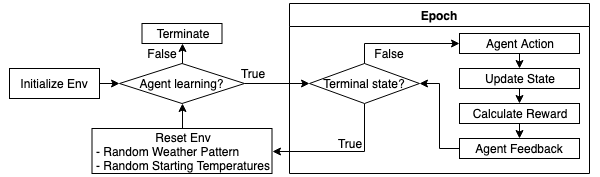 Epoch
Terminate
False
False
Agent Action
Initialize Env
Agent learning?
True
Terminal state?
Update State
Calculate Reward
Reset Env
- Random Weather Pattern
- Random Starting Temperatures
True
Agent Feedback